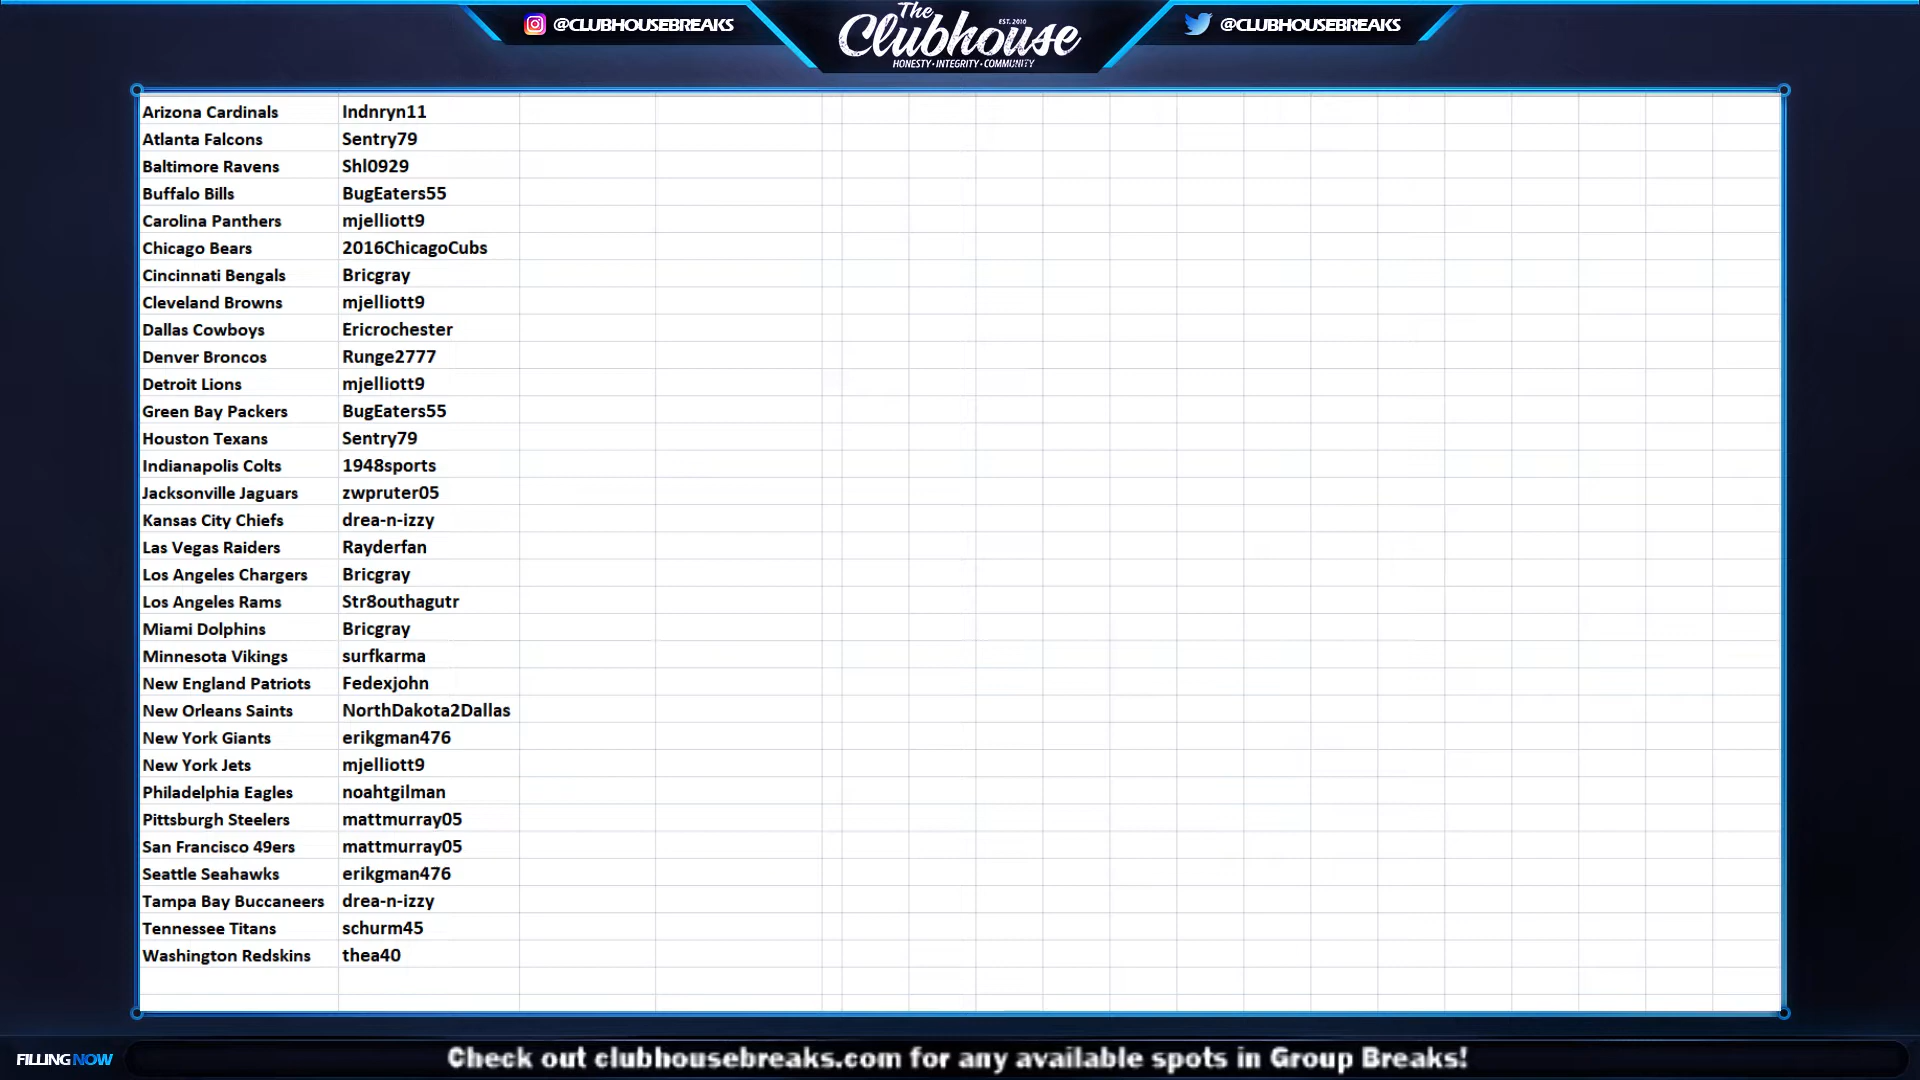 @CLUBHOUSEBREAKS
The
EST. 2010
Clubhouse
HONESTY • INTEGRITY • COMMUNITY
@CLUBHOUSEBREAKS
Arizona Cardinals Indnryn11
Atlanta Falcons Sentry79
Baltimore Ravens Shl0929
Buffalo Bills BugEaters55
Carolina Panthers mjelliott9
Chicago Bears 2016ChicagoCubs
Cincinnati Bengals Bricgray
Cleveland Browns mjelliott9
Dallas Cowboys Ericrochester
Denver Broncos Runge2777
Detroit Lions mjelliott9
Green Bay Packers BugEaters55
Houston Texans Sentry79
Indianapolis Colts 1948sports
Jacksonville Jaguars zwpruter05
Kansas City Chiefs drea-n-izzy
Las Vegas Raiders Rayderfan
Los Angeles Chargers Bricgray
Los Angeles Rams Str8outhagutr
Miami Dolphins Bricgray
Minnesota Vikings surfkarma
New England Patriots Fedexjohn
New Orleans Saints NorthDakota2Dallas
New York Giants erikgman476
New York Jets mjelliott9
Philadelphia Eagles noahtgilman
Pittsburgh Steelers mattmurray05
San Francisco 49ers mattmurray05
Seattle Seahawks erikgman476
Tampa Bay Buccaneers drea-n-izzy
Tennessee Titans schurm45
Washington Redskins thea40
FILLING NOW
Check out clubhousebreaks.com for any available spots in Group Breaks!